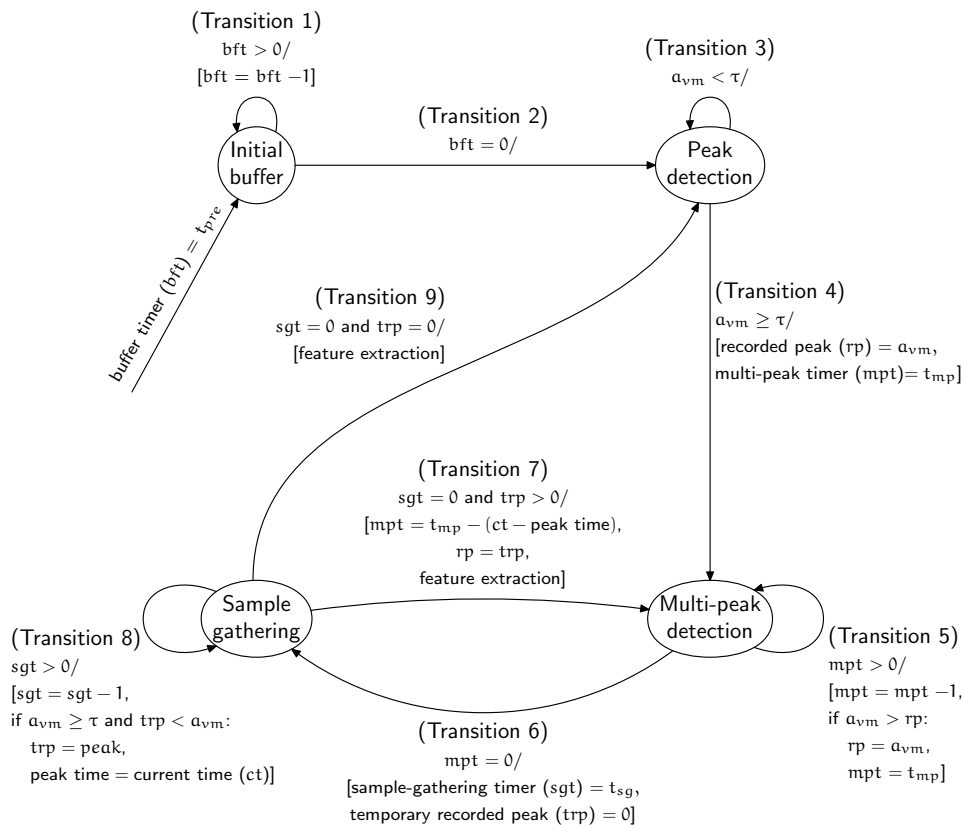 (Transition 1)
bft > 0/
[bft = bft −1]
(Transition 3)
a_vm < τ/
(Transition 2)
bft = 0/
Initial
buffer
Peak
detection
buffer timer (bft) = t_pre
(Transition 9)
sgt = 0 and trp = 0/
[feature extraction]
(Transition 4)
a_vm ≥ τ/
[recorded peak (rp) = a_vm,
multi-peak timer (mpt)= t_mp]
(Transition 7)
sgt = 0 and trp > 0/
[mpt = t_mp − (ct − peak time),
rp = trp,
feature extraction]
Sample
gathering
Multi-peak
detection
(Transition 8)
sgt > 0/
[sgt = sgt − 1,
if a_vm ≥ τ and trp < a_vm:
trp = peak,
peak time = current time (ct)]
(Transition 5)
mpt > 0/
[mpt = mpt −1,
if a_vm > rp:
rp = a_vm,
mpt = t_mp]
(Transition 6)
mpt = 0/
[sample-gathering timer (sgt) = t_sg,
temporary recorded peak (trp) = 0]